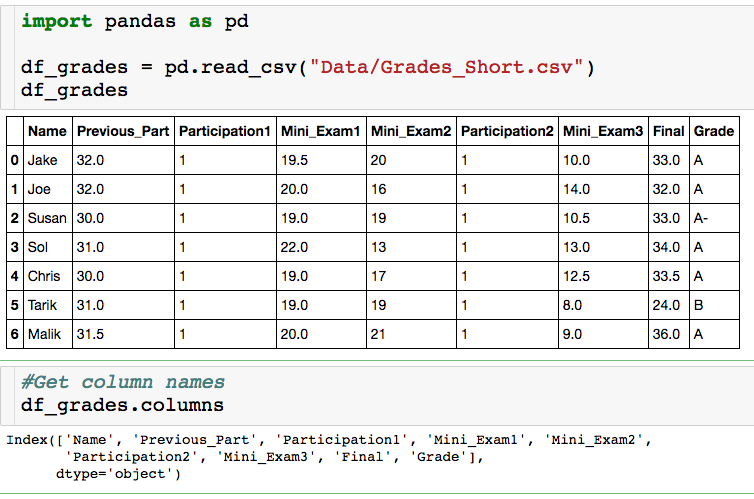 import pandas as pd
df_grades = pd.read_csv("Data/Grades_Short.csv")
df_grades
Name Previous_Part Participation1 Mini_Exam1 Mini_Exam2 Participation2 Mini_Exam3 Final Grade
0 Jake 32.0 1 19.5 20 1 10.0 33.0 A
1 Joe 32.0 1 20.0 16 1 14.0 32.0 A
2 Susan 30.0 1 19.0 19 1 10.5 33.0 A-
3 Sol 31.0 1 22.0 13 1 13.0 34.0 A
4 Chris 30.0 1 19.0 17 1 12.5 33.5 A
5 Tarik 31.0 1 19.0 19 1 8.0 24.0 B
6 Malik 31.5 1 20.0 21 1 9.0 36.0 A
#Get column names
df_grades.columns
Index(['Name', 'Previous_Part', 'Participation1', 'Mini_Exam1', 'Mini_Exam2',
'Participation2', 'Mini_Exam3', 'Final', 'Grade'],
dtype='object')